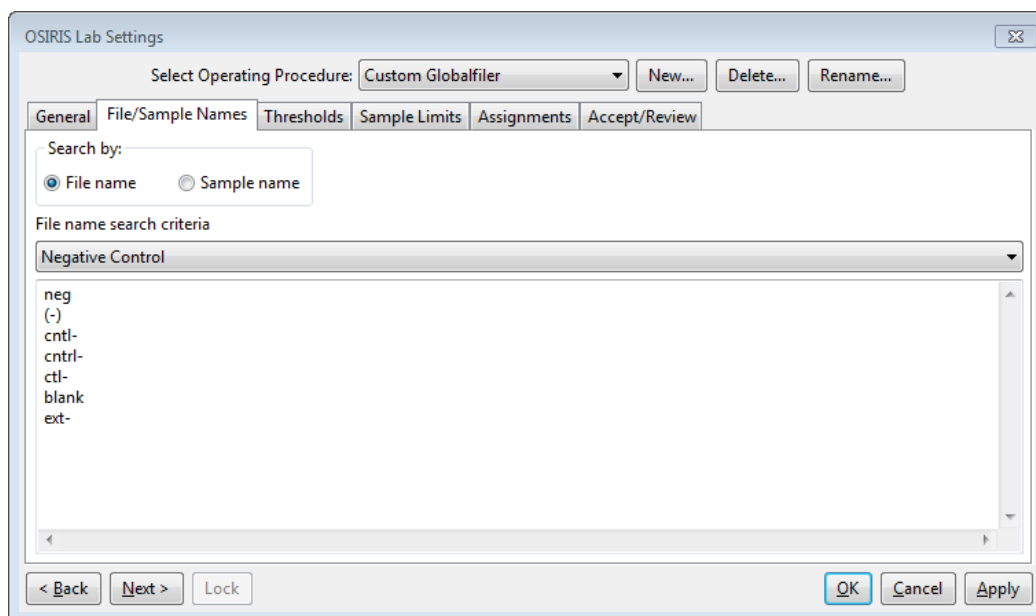 OSIRIS Lab Settings
Select Operating Procedure: Custom Globalfiler New... Delete... Rename...
General File/Sample Names Thresholds Sample Limits Assignments Accept/Review
Search by:
File name Sample name
File name search criteria
Negative Control
neg
(-)
cntl-
cntrl-
ctl-
blank
ext-
< Back Next > Lock OK Cancel Apply